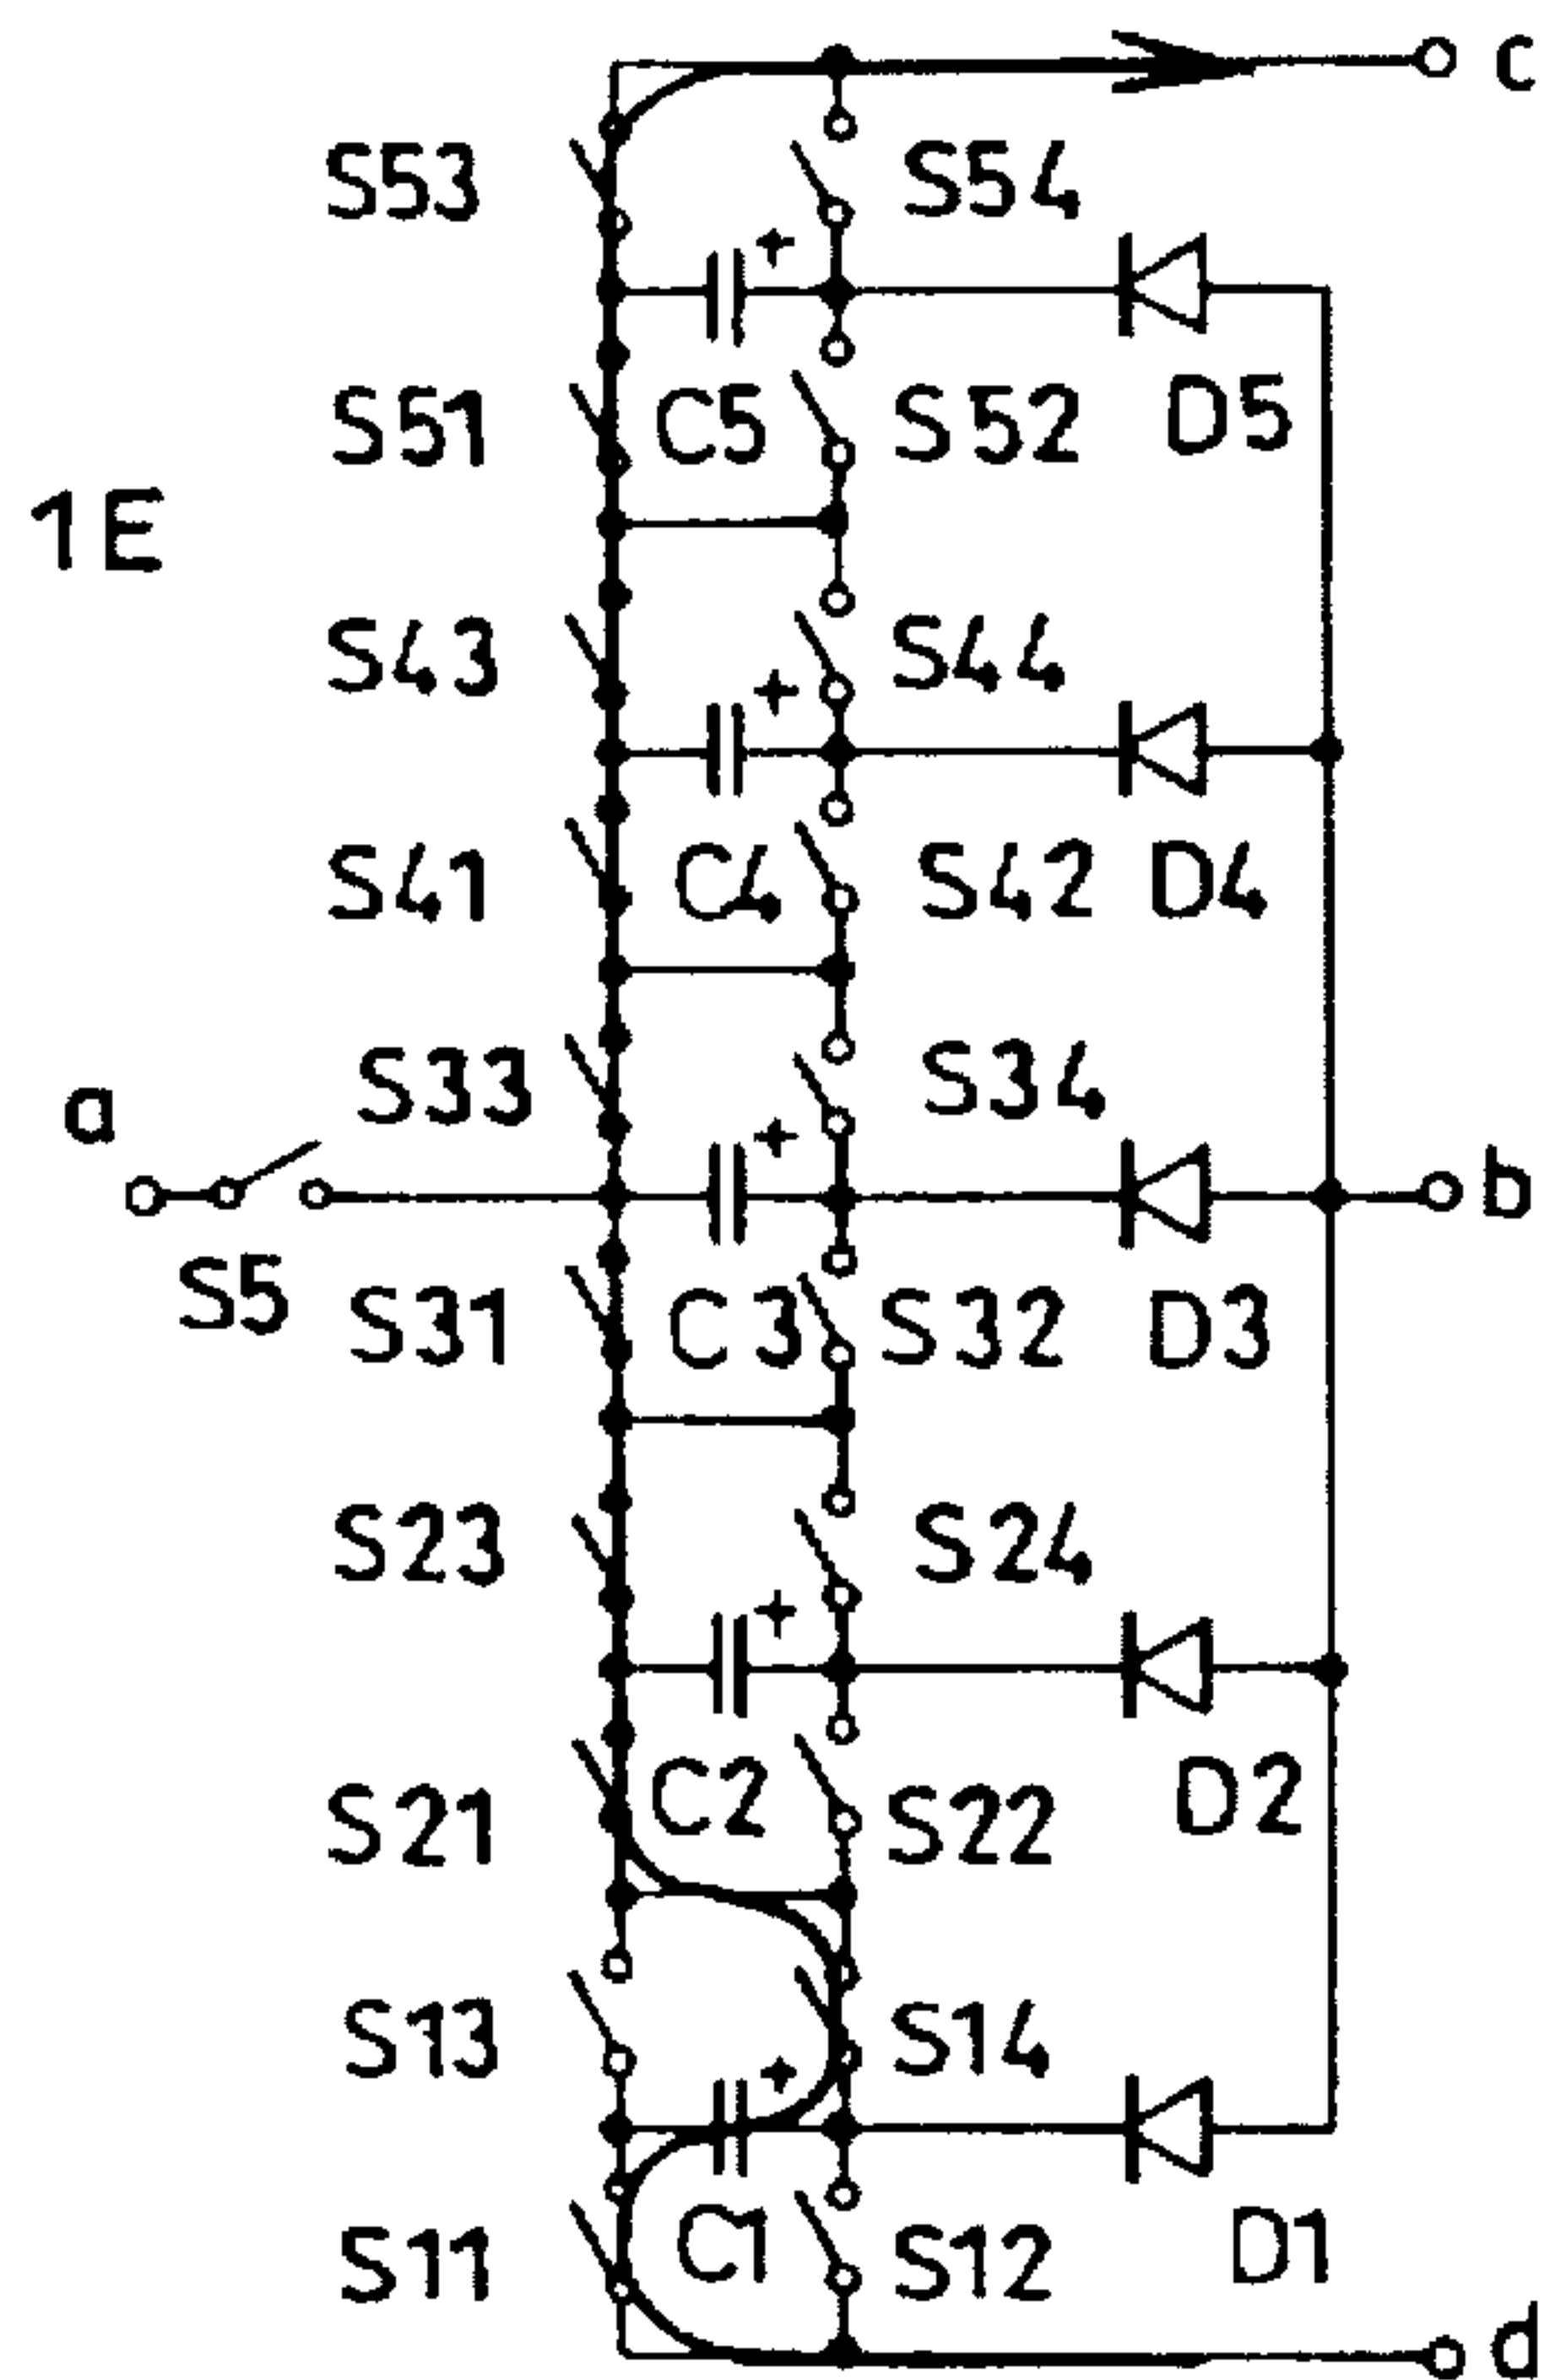 c
S53 S54
+
S51 C5 S52 D5
1E
S43 S44
+
S41 C4 S42 D4
S33 S34
a
+
b
S5 S31 C3 S32 D3
S23 S24
+
S21 C2 S22 D2
S13 S14
+
S11 C1 S12 D1
d